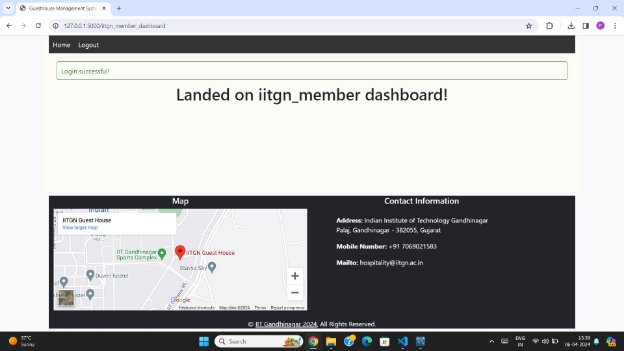 Guesthouse Management Syst
127.0.0.1:5000/iitgn_member_dashboard
Home Logout
Login successful!
Landed on iitgn_member dashboard!
Map
Contact Information
IITGN Guest House
View larger map
IIT Gandhinagar
Sports Complex
IITGN Guest House
Duven hostel
Google
Keyboard shortcuts Map data ©2024 Terms Report a map error
Address: Indian Institute of Technology Gandhinagar
Palaj, Gandhinagar - 382055, Gujarat
Mobile Number: +91 7069021583
Mailto: hospitality@iitgn.ac.in
© IIT Gandhinagar 2024, All Rights Reserved.
37°C
Sunny
Search
ENG
IN
15:39
06-04-2024